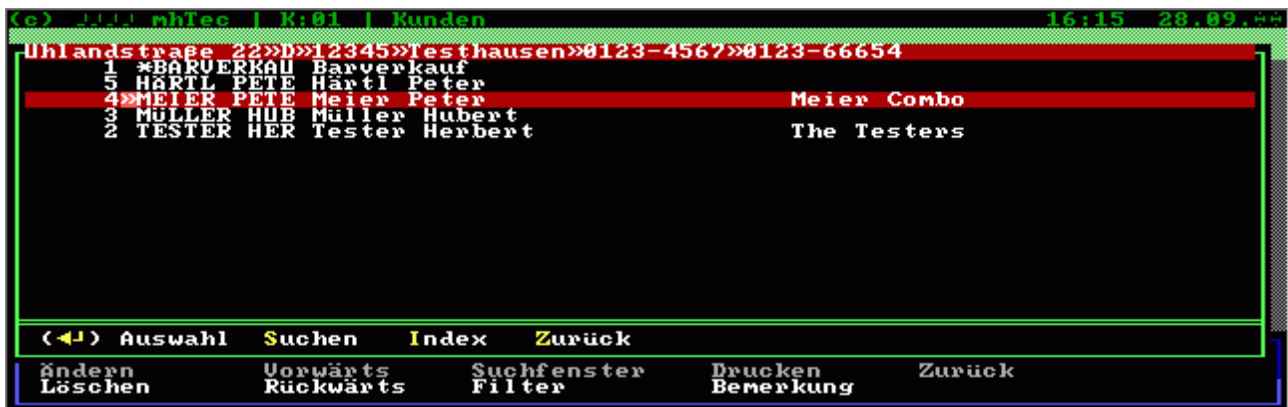 (c) ┘┘┘┘ mhTec | K:01 | Kunden 16:15 28.09.
Uhlandstraße 22»D»12345»Testhausen»0123-4567»0123-66654
1 *BARVERKAU Barverkauf
5 HäRTL PETE Härtl Peter
4»MEIER PETE Meier Peter Meier Combo
3 MüLLER HUB Müller Hubert
2 TESTER HER Tester Herbert The Testers
(◄┘) Auswahl Suchen Index Zurück
Ändern Vorwärts Suchfenster Drucken Zurück
Löschen Rückwärts Filter Bemerkung